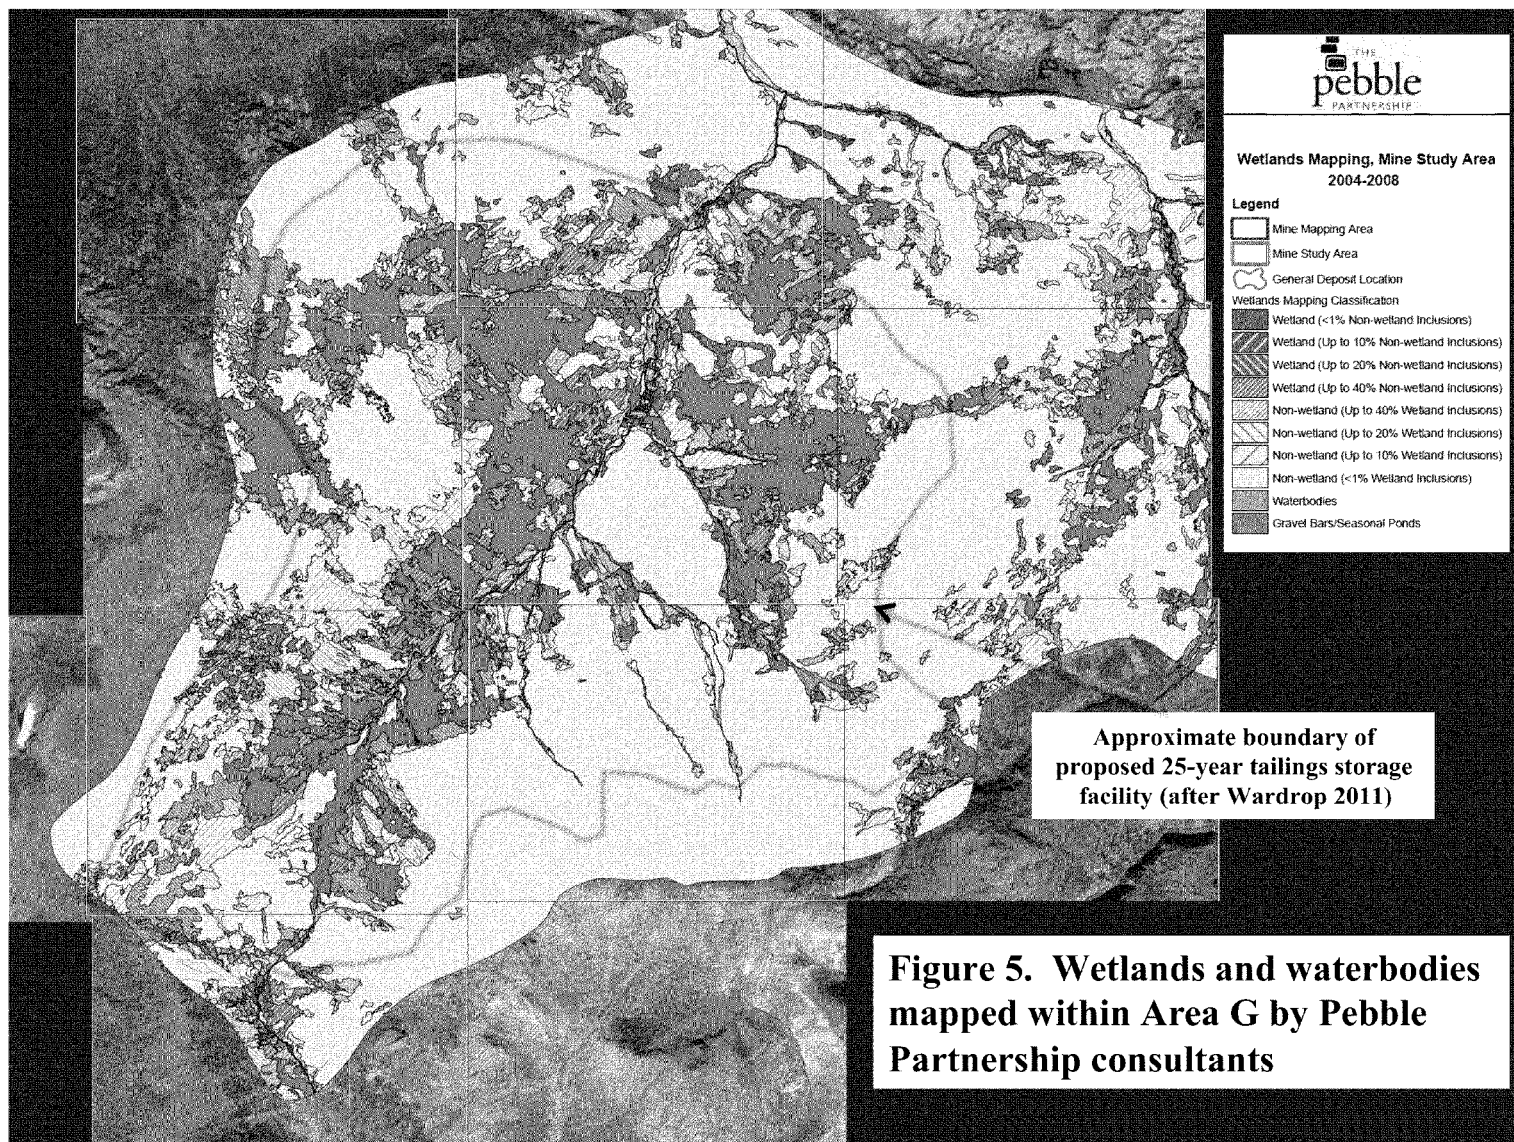 THE
pebble
PARTNERSHIP
Wetlands Mapping, Mine Study Area
2004-2008
Legend
Mine Mapping Area
Mine Study Area
General Deposit Location
Wetlands Mapping Classification
Wetland (<1% Non-wetland Inclusions)
Wetland (Up to 10% Non-wetland Inclusions)
Wetland (Up to 20% Non-wetland Inclusions)
Wetland (Up to 40% Non-wetland Inclusions)
Non-wetland (Up to 40% Wetland Inclusions)
Non-wetland (Up to 20% Wetland Inclusions)
Non-wetland (Up to 10% Wetland Inclusions)
Non-wetland (<1% Wetland Inclusions)
Waterbodies
Gravel Bars/Seasonal Ponds
Approximate boundary of
proposed 25-year tailings storage
facility (after Wardrop 2011)
Figure 5. Wetlands and waterbodies
mapped within Area G by Pebble
Partnership consultants